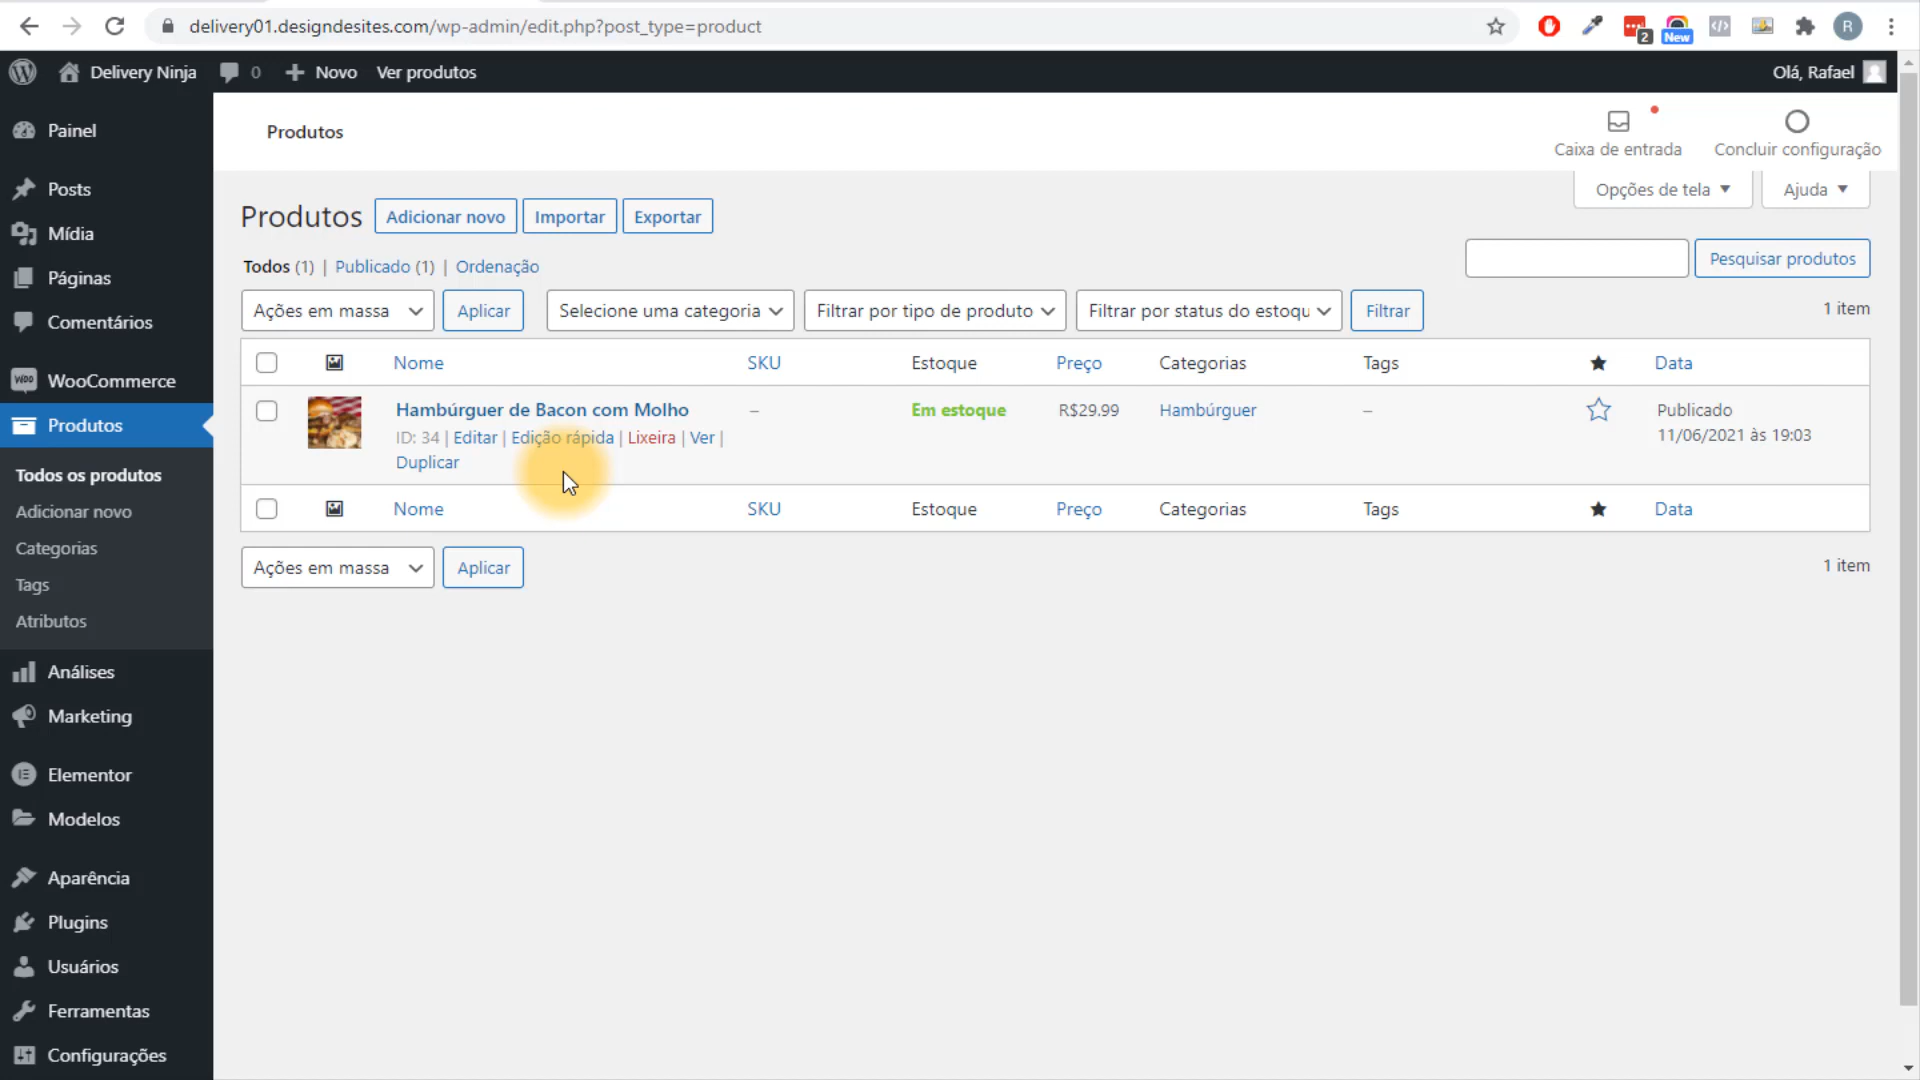 delivery01.designdesites.com/wp-admin/edit.php?post_type=product
2
New
R
Delivery Ninja
0
Novo
Ver produtos
Olá, Rafael
Painel
Posts
Mídia
Páginas
Comentários
WooCommerce
Produtos
Todos os produtos
Adicionar novo
Categorias
Tags
Atributos
Análises
Marketing
Elementor
Modelos
Aparência
Plugins
Usuários
Ferramentas
Configurações
Produtos
Caixa de entrada
Concluir configuração
Opções de tela
Ajuda
Produtos
Adicionar novo
Importar
Exportar
Todos (1) | Publicado (1) | Ordenação
Pesquisar produtos
Ações em massa
Aplicar
Selecione uma categoria
Filtrar por tipo de produto
Filtrar por status do estoqu
Filtrar
1 item
Nome SKU Estoque Preço Categorias Tags Data
Hambúrguer de Bacon com Molho – Em estoque R$29.99 Hambúrguer – Publicado
ID: 34 | Editar | Edição rápida | Lixeira | Ver | 11/06/2021 às 19:03
Duplicar
Nome SKU Estoque Preço Categorias Tags Data
Ações em massa
Aplicar
1 item